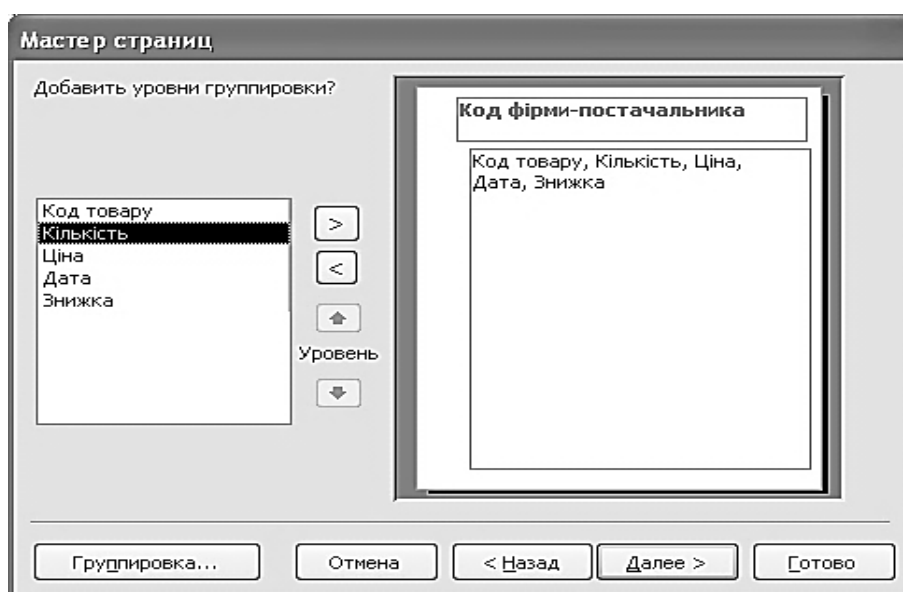 Мастер страниц
Добавить уровни группировки?
Код товару
Кількість
Ціна
Дата
Знижка
>
<
Уровень
Код фірми-постачальника
Код товару, Кількість, Ціна,
Дата, Знижка
Группировка...
Отмена
< Назад
Далее >
Готово